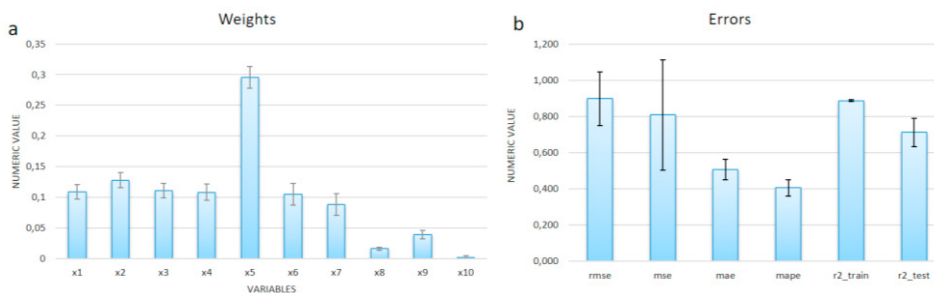 a
Weights
NUMERIC VALUE
0,35
0,3
0,25
0,2
0,15
0,1
0,05
0
x1 x2 x3 x4 x5 x6 x7 x8 x9 x10
VARIABLES
b
Errors
NUMERIC VALUE
1,200
1,000
0,800
0,600
0,400
0,200
0,000
rmse mse mae mape r2_train r2_test